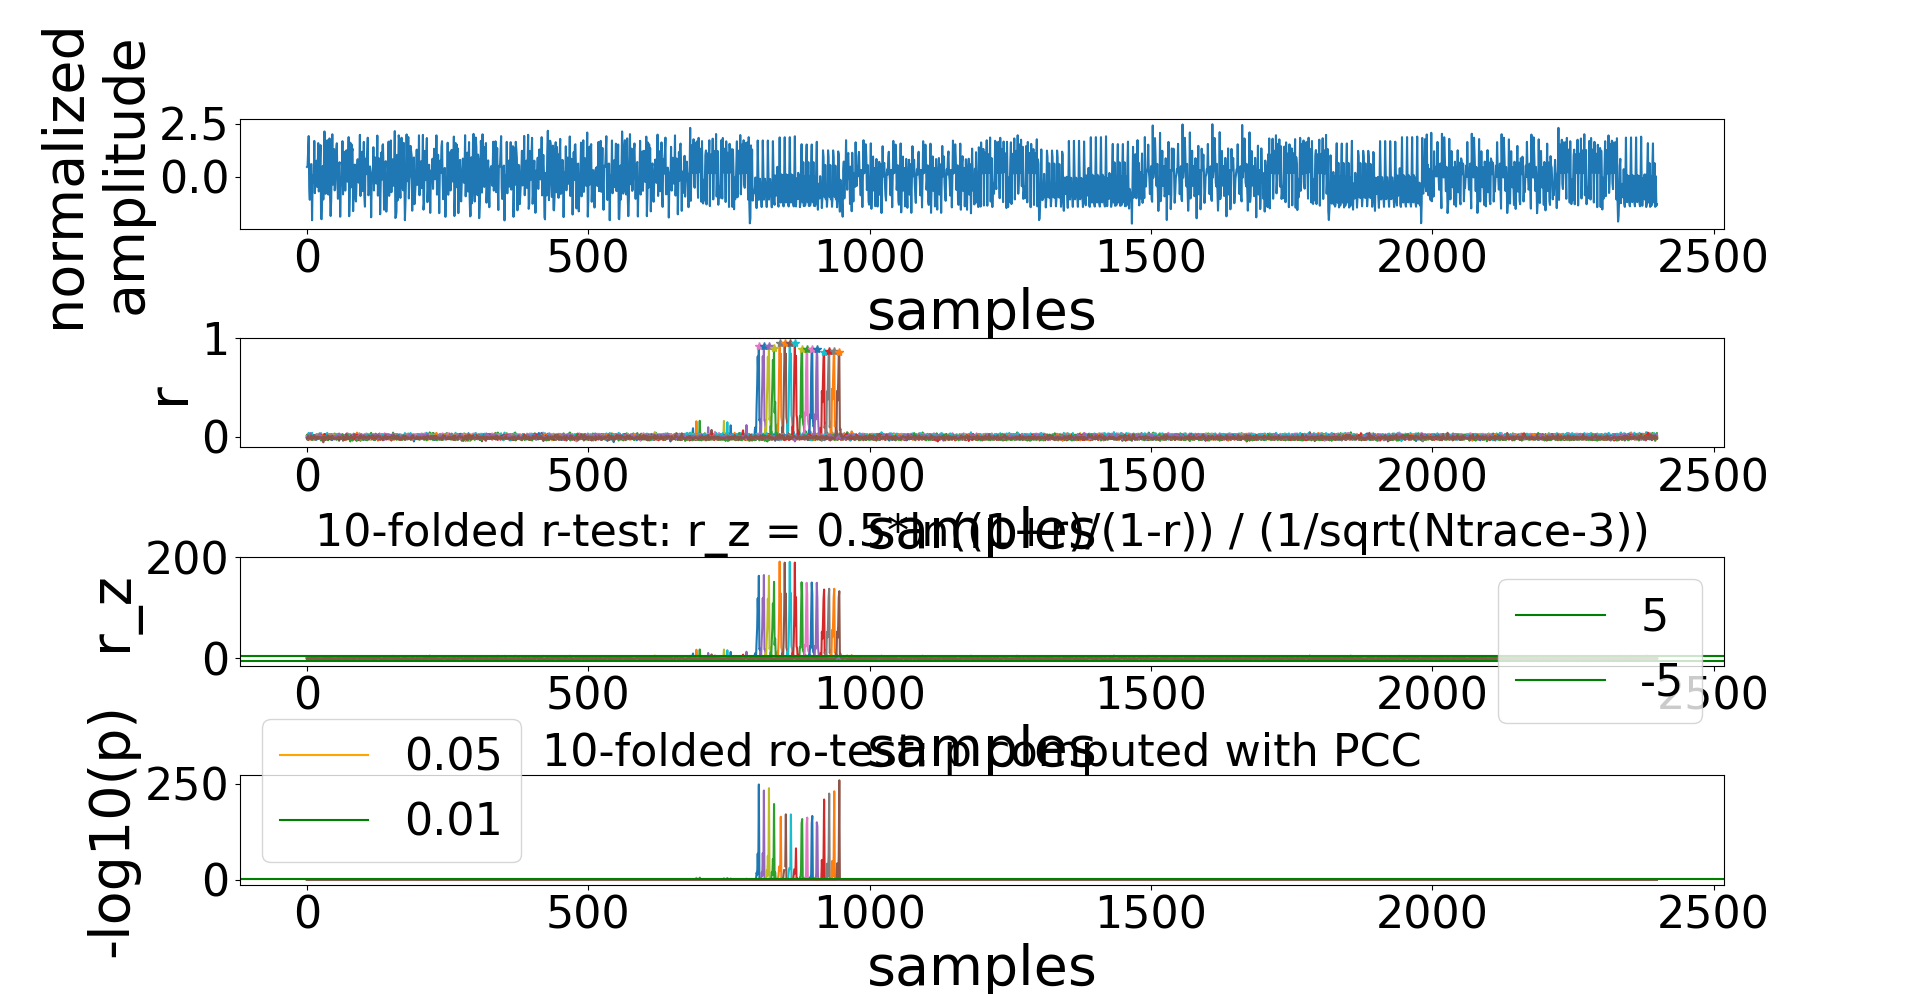 normalized
amplitude
2.5
0.0
0 500 1000 1500 2000 2500
samples
r
1
0
0 500 1000 1500 2000 2500
samples
10-folded r-test: r_z = 0.5*ln((1+r)/(1-r)) / (1/sqrt(Ntrace-3))
r_z
200
0
5
-5
0 500 1000 1500 2000 2500
samples
10-folded ro-test: p computed with PCC
-log10(p)
250
0
0.05
0.01
0 500 1000 1500 2000 2500
samples